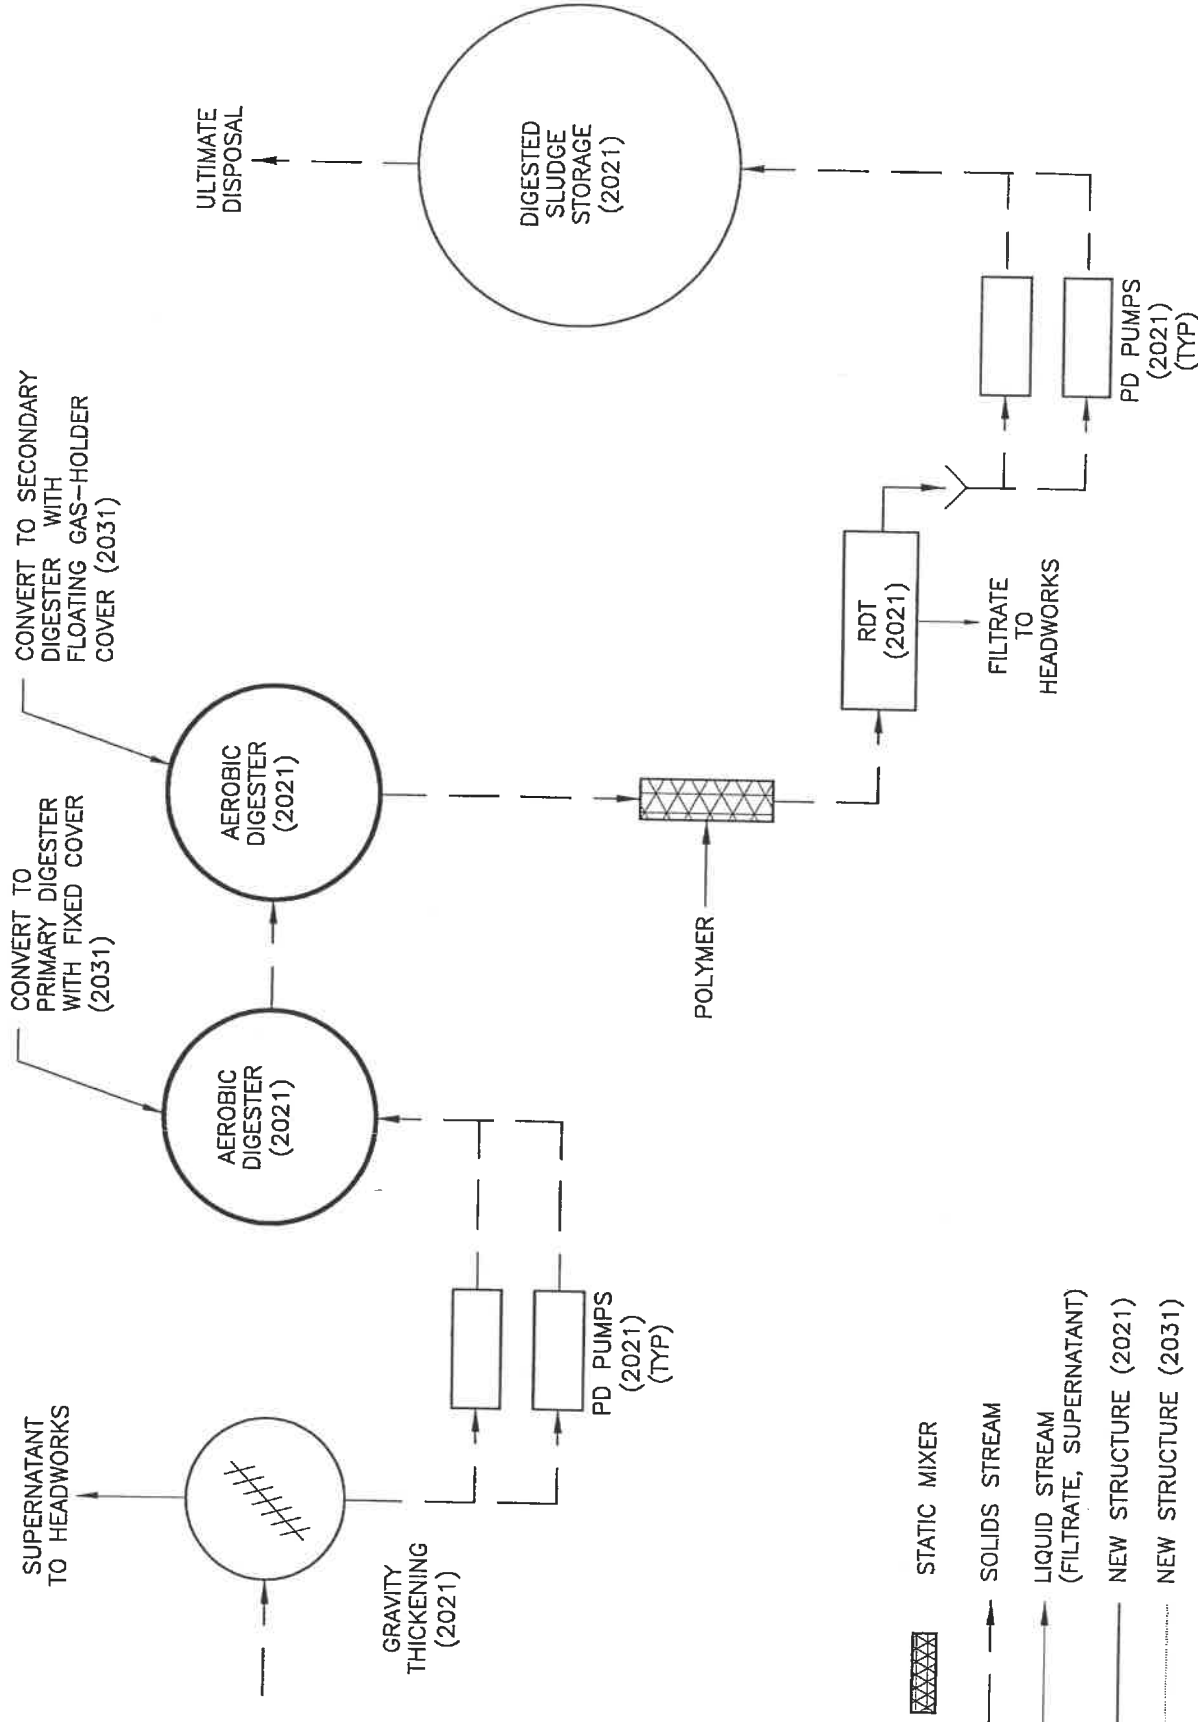 SUPERNATANT
TO HEADWORKS
GRAVITY
THICKENING
(2021)
PD PUMPS
(2021)
(TYP)
CONVERT TO
PRIMARY DIGESTER
WITH FIXED COVER
(2031)
AEROBIC
DIGESTER
(2021)
CONVERT TO SECONDARY
DIGESTER WITH
FLOATING GAS-HOLDER
COVER (2031)
AEROBIC
DIGESTER
(2021)
POLYMER
RDT
(2021)
FILTRATE
TO
HEADWORKS
PD PUMPS
(2021)
(TYP)
DIGESTED
SLUDGE
STORAGE
(2021)
ULTIMATE
DISPOSAL
STATIC MIXER
SOLIDS STREAM
LIQUID STREAM
(FILTRATE, SUPERNATANT)
NEW STRUCTURE (2021)
NEW STRUCTURE (2031)